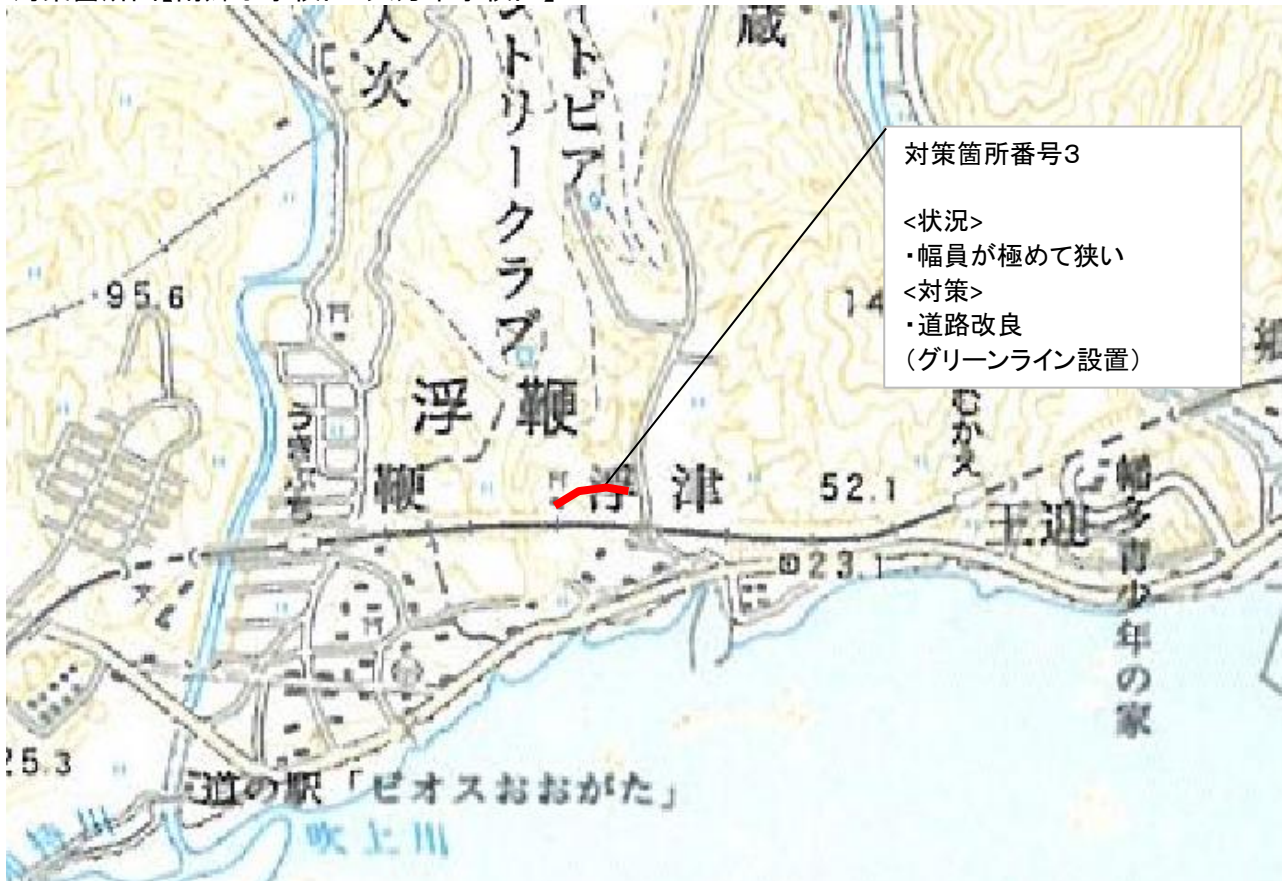 人次
トリークラブ
トピア
蔵
対策箇所番号3
<状況>
・幅員が極めて狭い
<対策>
・道路改良
(グリーンライン設置)
95.6
14
浮鞭
うきぶち
鞭
浮津
52.1
むかえ
王迎
幡多青少年の家
23.1
25.3
道の駅「ビオスおおがた」
吹上川